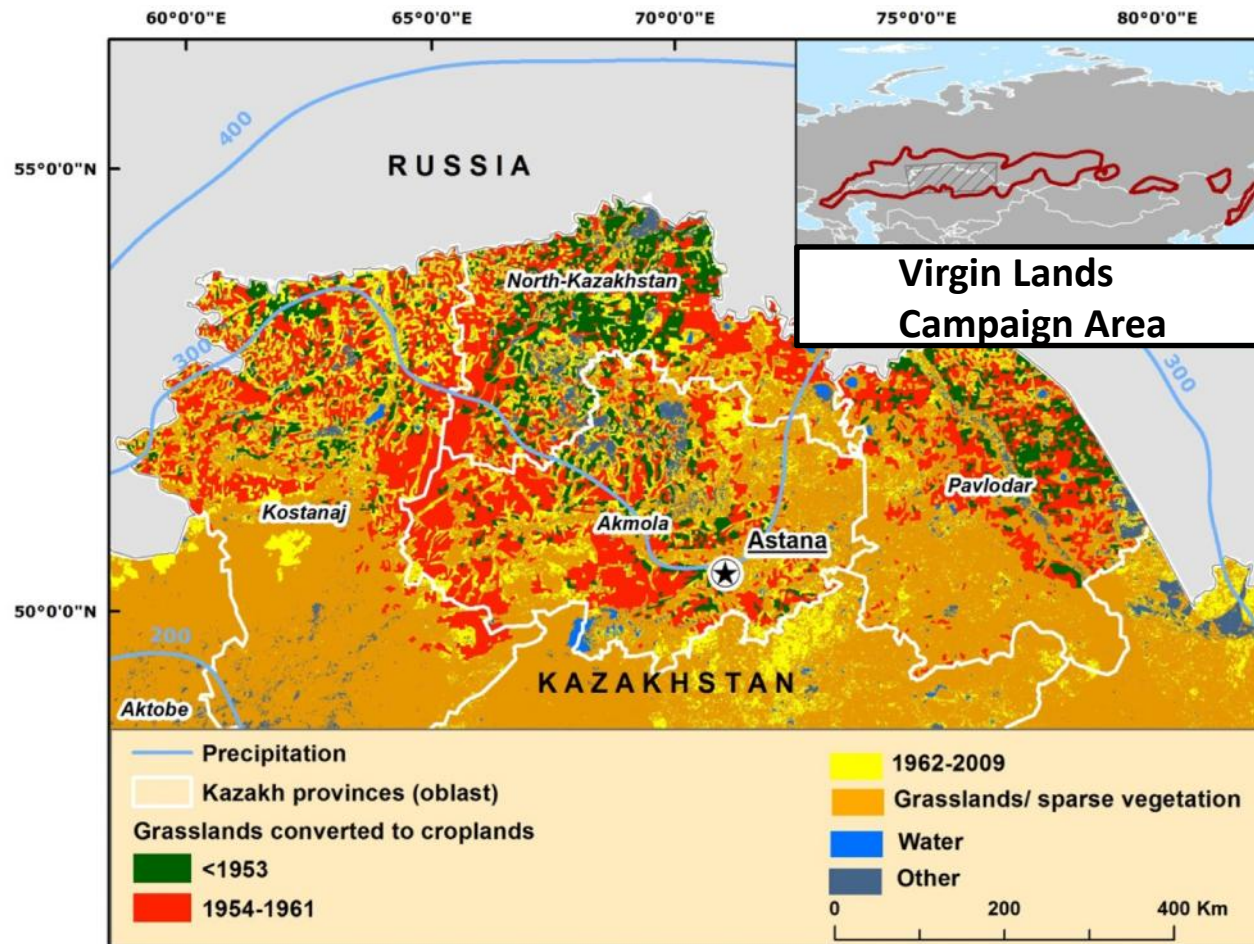 60°0'0"E 65°0'0"E 70°0'0"E 75°0'0"E 80°0'0"E
400
55°0'0"N
RUSSIA
Virgin Lands
Campaign Area
North-Kazakhstan
300
300
Kostanaj
Akmola
Pavlodar
Astana
50°0'0"N
200
KAZAKHSTAN
Aktobe
Precipitation
Kazakh provinces (oblast)
Grasslands converted to croplands
<1953
1954-1961
1962-2009
Grasslands/ sparse vegetation
Water
Other
0 200 400 Km